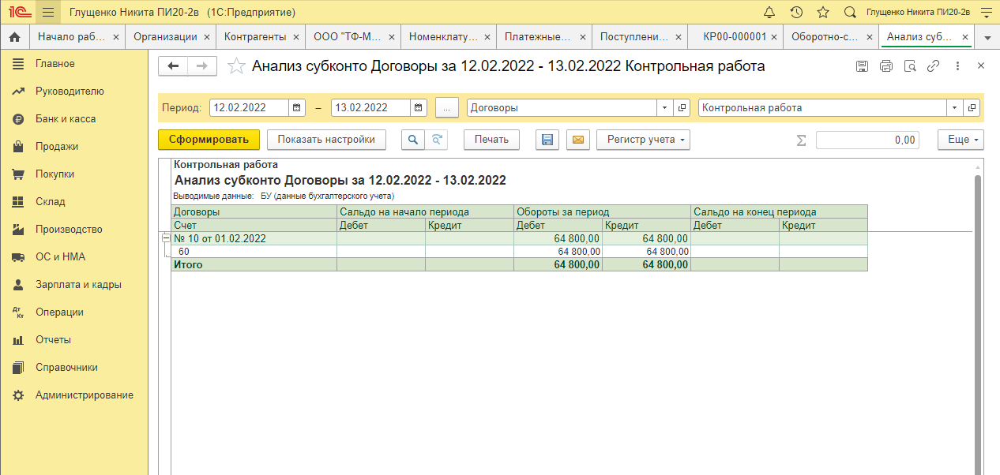 1С Глущенко Никита ПИ20-2в (1С:Предприятие) Глущенко Никита ПИ20-2в
Начало раб... × Организации × Контрагенты × ООО "ТФ-М... × Номенклату... × Платежные... × Поступлени... × КР00-000001 × Оборотно-с... × Анализ суб... ×
Главное
Руководителю
Банк и касса
Продажи
Покупки
Склад
Производство
ОС и НМА
Зарплата и кадры
Дт Кт Операции
Отчеты
Справочники
Администрирование
Анализ субконто Договоры за 12.02.2022 - 13.02.2022 Контрольная работа
Период: 12.02.2022 – 13.02.2022 ... Договоры Контрольная работа
Сформировать Показать настройки Печать Регистр учета Σ 0,00 Еще
Контрольная работа
Анализ субконто Договоры за 12.02.2022 - 13.02.2022
Выводимые данные: БУ (данные бухгалтерского учета)
Договоры Сальдо на начало периода Обороты за период Сальдо на конец периода
Счет Дебет Кредит Дебет Кредит Дебет Кредит
№ 10 от 01.02.2022 64 800,00 64 800,00
60 64 800,00 64 800,00
Итого 64 800,00 64 800,00